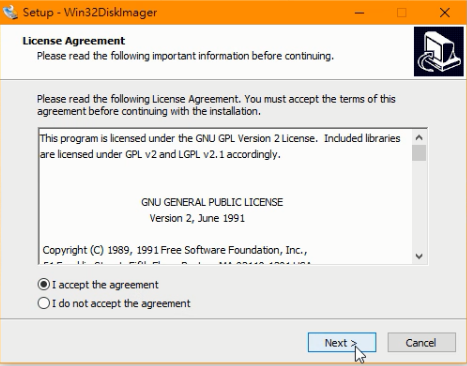 Setup - Win32DiskImager
License Agreement
Please read the following important information before continuing.
Please read the following License Agreement. You must accept the terms of this
agreement before continuing with the installation.
This program is licensed under the GNU GPL Version 2 License. Included libraries
are licensed under GPL v2 and LGPL v2.1 accordingly.
GNU GENERAL PUBLIC LICENSE
Version 2, June 1991
Copyright (C) 1989, 1991 Free Software Foundation, Inc.,
I accept the agreement
I do not accept the agreement
Next >
Cancel